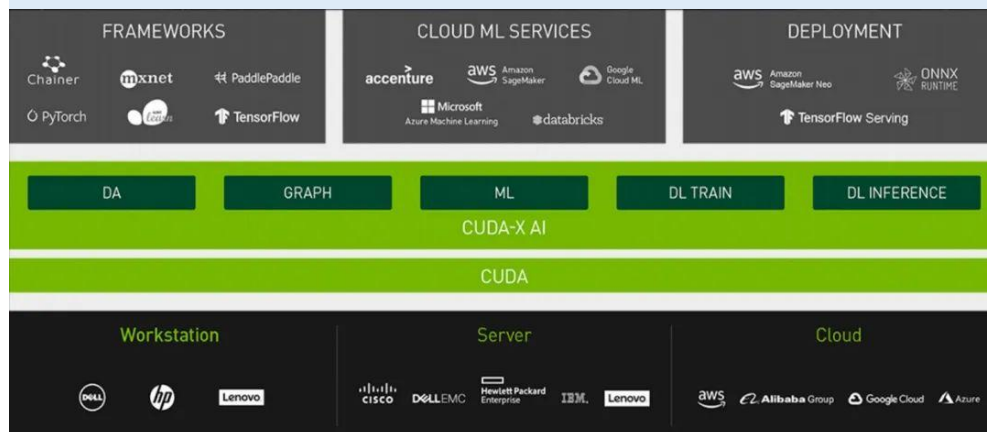 FRAMEWORKS
Chainer
mxnet
PaddlePaddle
PyTorch
learn
TensorFlow
CLOUD ML SERVICES
accenture
aws Amazon
SageMaker
Google
Cloud ML
Microsoft
Azure Machine Learning
databricks
DEPLOYMENT
aws Amazon
SageMaker Neo
ONNX
RUNTIME
TensorFlow Serving
DA
GRAPH
ML
DL TRAIN
DL INFERENCE
CUDA-X AI
CUDA
Workstation
DELL
hp
Lenovo
Server
CISCO
DELLEMC
Hewlett Packard
Enterprise
IBM.
Lenovo
Cloud
aws
Alibaba Group
Google Cloud
Azure